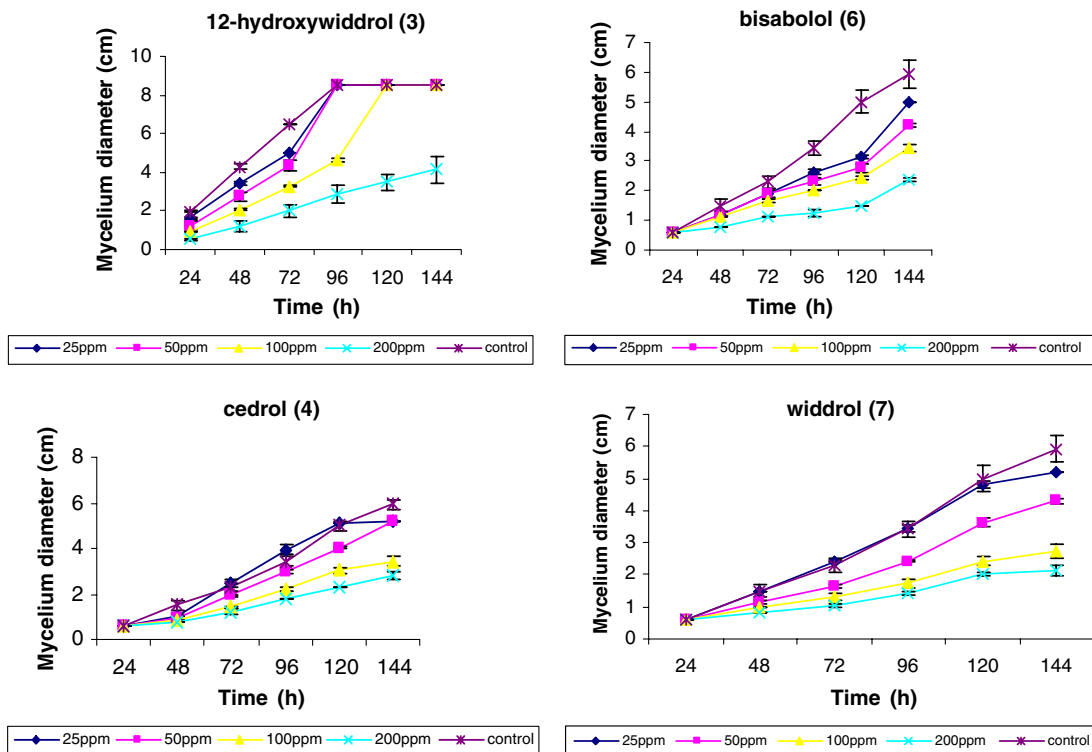 12-hydroxywiddrol (3)
Mycelium diameter (cm)
10
8
6
4
2
0
24 48 72 96 120 144
Time (h)
25ppm 50ppm 100ppm 200ppm control
bisabolol (6)
Mycelium diameter (cm)
7
6
5
4
3
2
1
0
24 48 72 96 120 144
Time (h)
25ppm 50ppm 100ppm 200ppm control
cedrol (4)
Mycelium diameter (cm)
8
6
4
2
0
24 48 72 96 120 144
Time (h)
25ppm 50ppm 100ppm 200ppm control
widdrol (7)
Mycelium diameter (cm)
7
6
5
4
3
2
1
0
24 48 72 96 120 144
Time (h)
25ppm 50ppm 100ppm 200ppm control